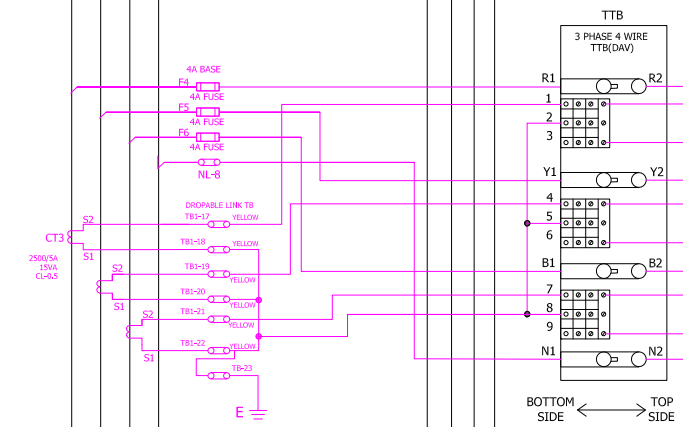 TTB
3 PHASE 4 WIRE
TTB(DAV)
4A BASE
F4
4A FUSE
R1
R2
1
F5
4A FUSE
2
F6
4A FUSE
3
NL-8
Y1
Y2
DROPABLE LINK TB
4
S2
TB1-17
YELLOW
5
CT3
TB1-18
YELLOW
6
S1
2500/5A
15VA
CL-0.5
S2
TB1-19
YELLOW
B1
B2
S1
TB1-20
YELLOW
7
S2
TB1-21
YELLOW
8
9
S1
TB1-22
YELLOW
N1
N2
TB-23
E
BOTTOM
SIDE
TOP
SIDE